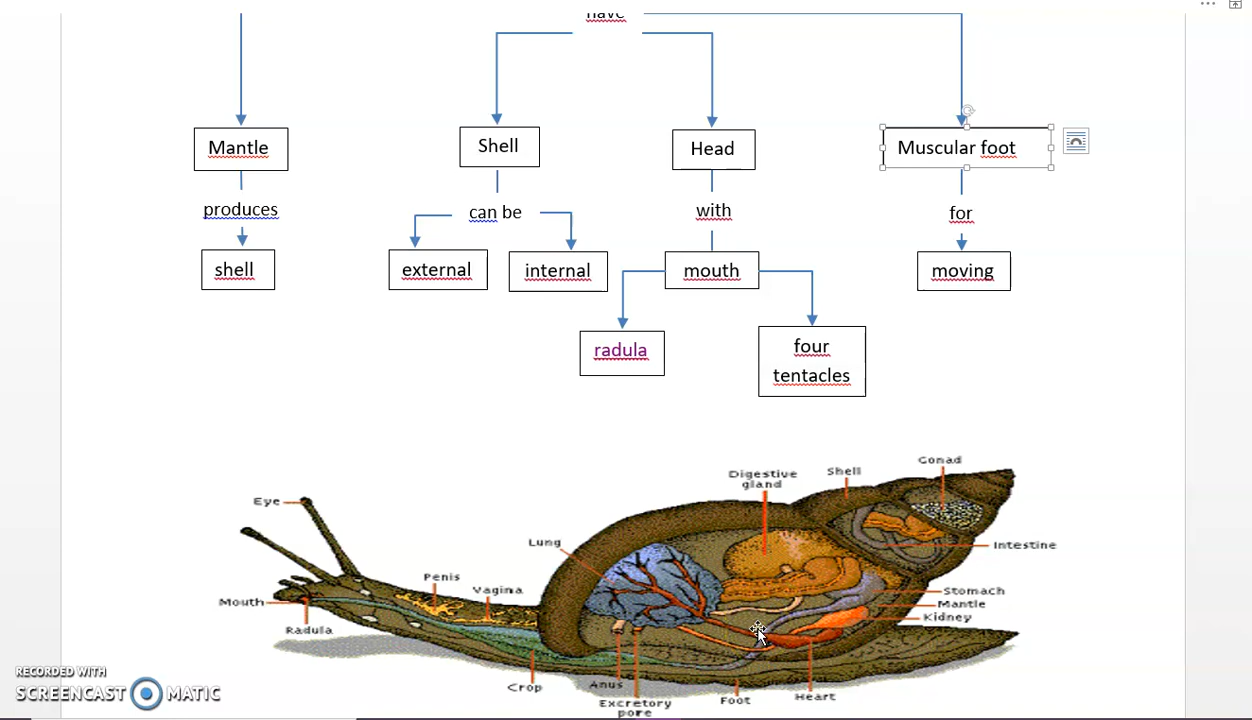 have
Mantle
Shell
Head
Muscular foot
produces
can be
with
for
shell
external
internal
mouth
moving
radula
four
tentacles
Gonad
Shell
Digestive
gland
Eye
Lung
Intestine
Penis
Vagina
Stomach
Mantle
Kidney
Mouth
Radula
Crop
Anus
Excretory
pore
Foot
Heart
RECORDED WITH
SCREENCAST MATIC